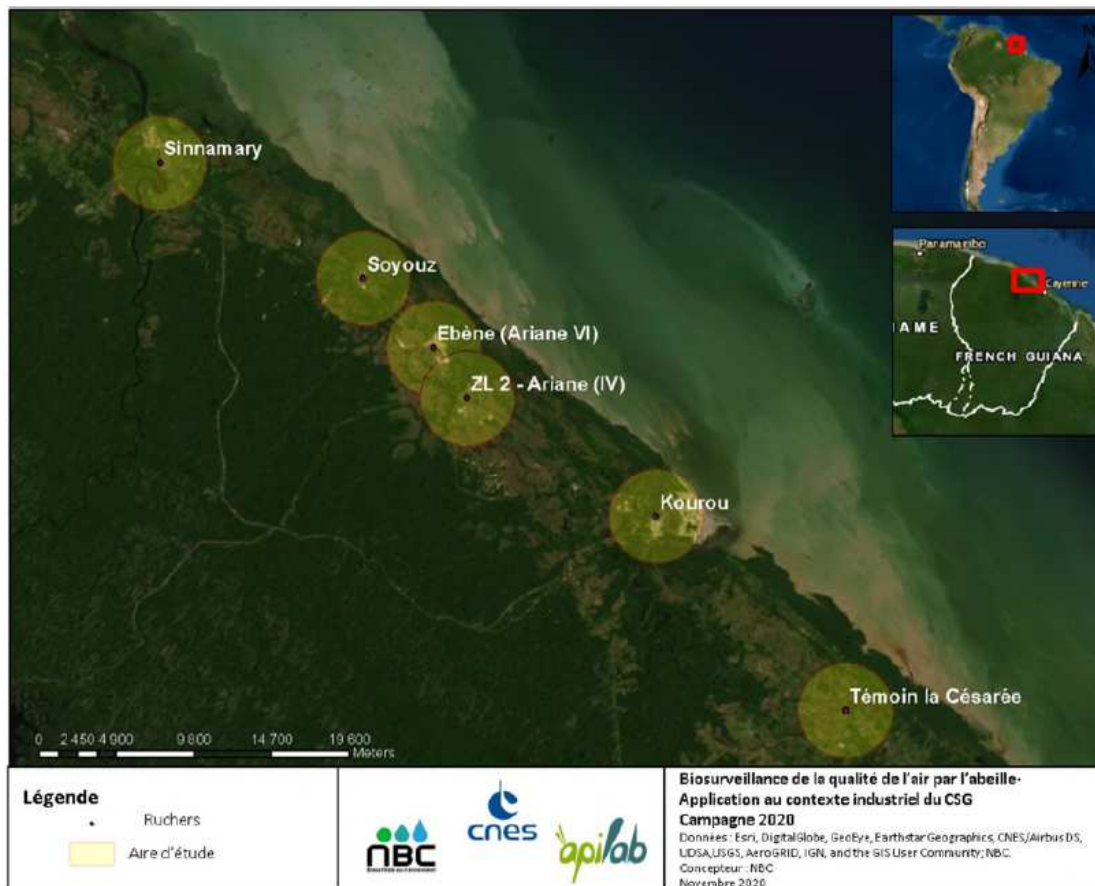 Sinnamary
Soyouz
Ebène (Ariane VI)
ZL 2 - Ariane (IV)
Kourou
Témoin la Césarée
N
Paramaribo
Cayenne
NAME
FRENCH GUIANA
0 2 450 4 900 9 800 14 700 19 600
Meters
Légende
Ruchers
Aire d'étude
NBC
cnes
apilab
Biosurveillance de la qualité de l'air par l'abeille-
Application au contexte industriel du CSG
Campagne 2020
Données : Esri, DigitalGlobe, GeoEye, Earthstar Geographics, CNES/Airbus DS,
UDSA,USGS, AeroGRID, IGN, and the GIS User Community; NBC.
Concepteur : NBC
Novembre 2020